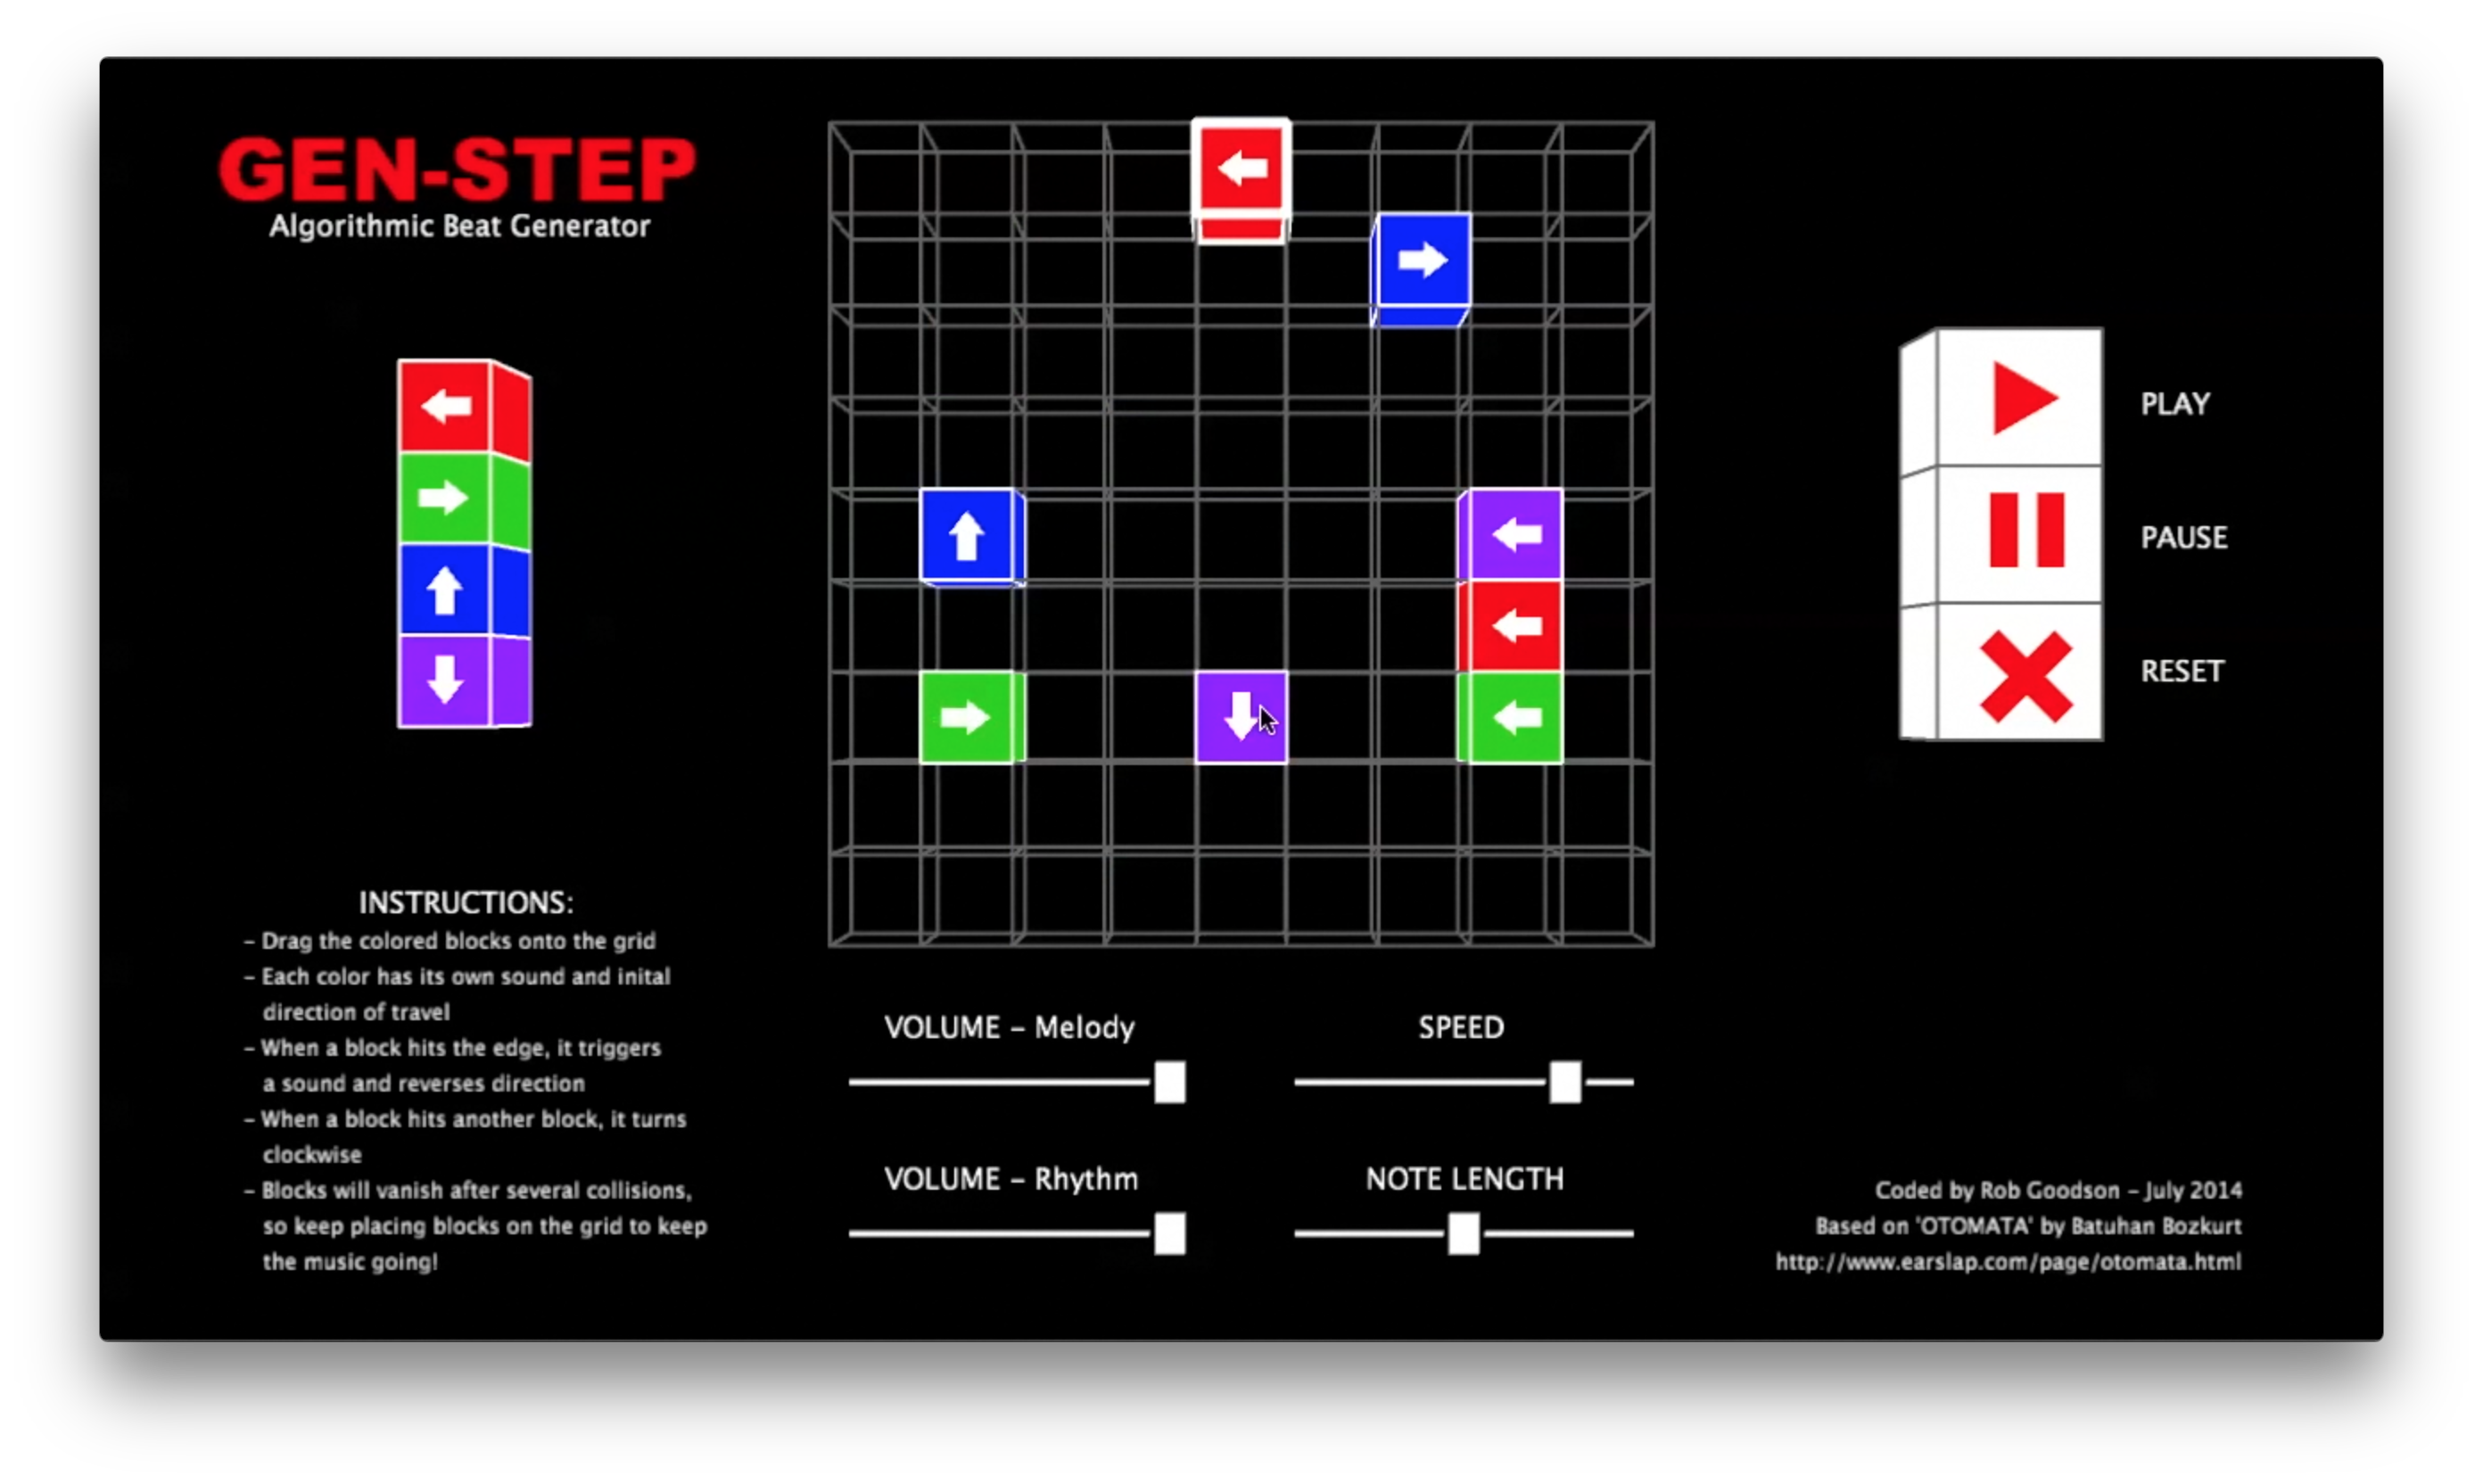 GEN-STEP
Algorithmic Beat Generator
PLAY
PAUSE
RESET
INSTRUCTIONS:
– Drag the colored blocks onto the grid
– Each color has its own sound and inital
direction of travel
– When a block hits the edge, it triggers
a sound and reverses direction
– When a block hits another block, it turns
clockwise
– Blocks will vanish after several collisions,
so keep placing blocks on the grid to keep
the music going!
VOLUME – Melody
SPEED
VOLUME – Rhythm
NOTE LENGTH
Coded by Rob Goodson – July 2014
Based on 'OTOMATA' by Batuhan Bozkurt
http://www.earslap.com/page/otomata.html